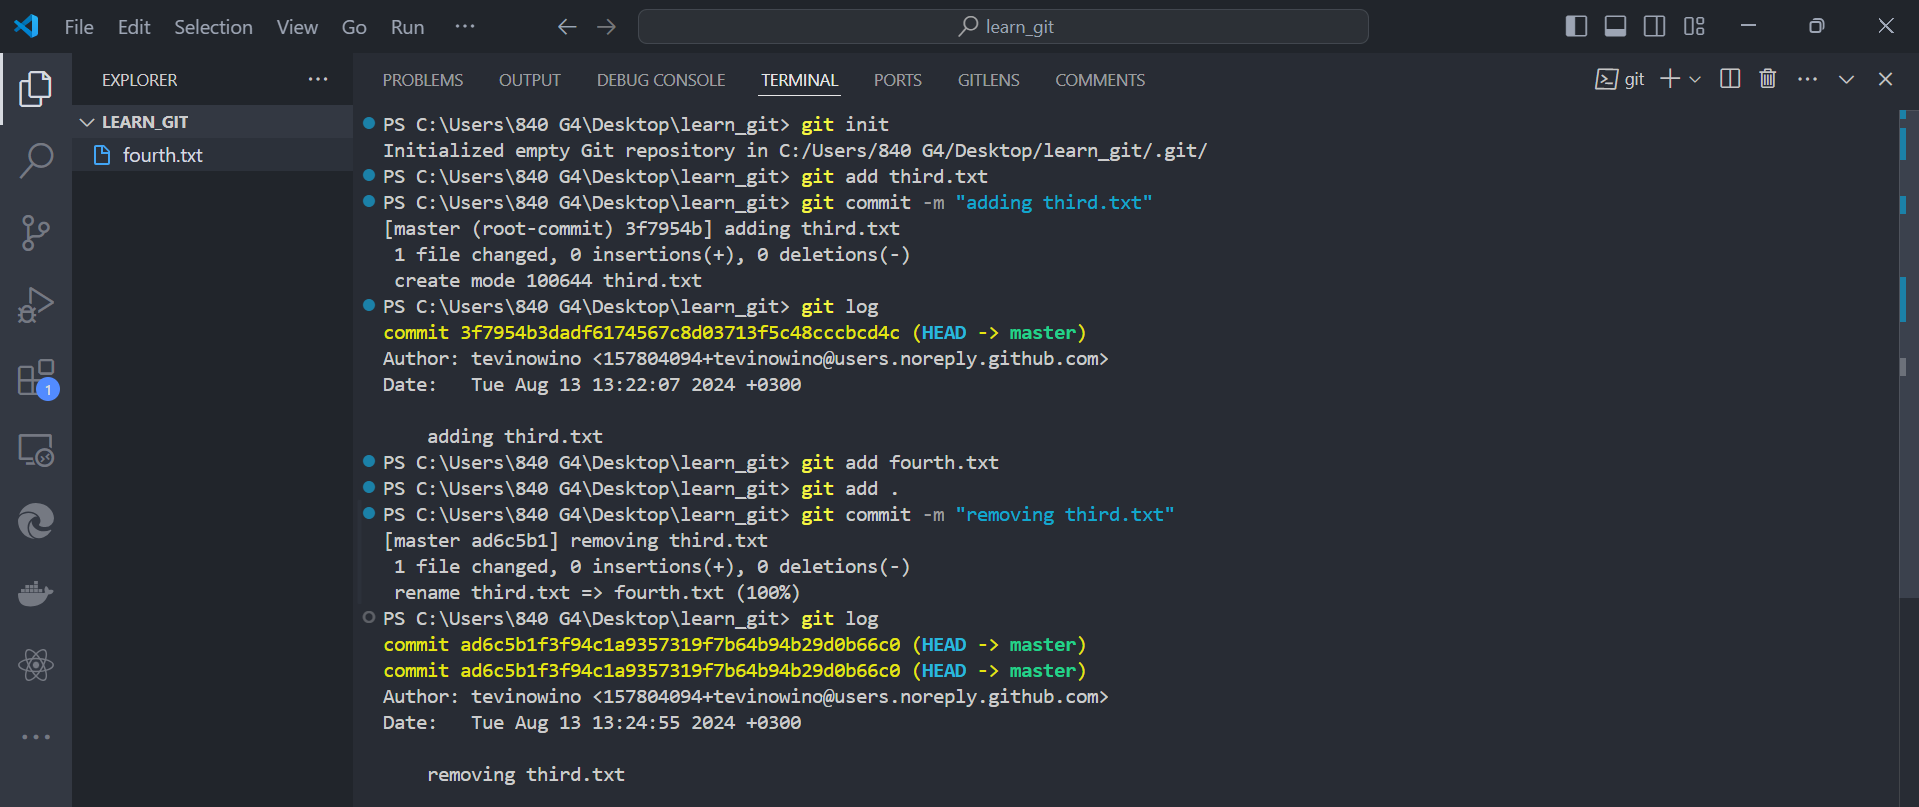 File Edit Selection View Go Run ··· learn_git
EXPLORER ···
LEARN_GIT
fourth.txt
1
PROBLEMS OUTPUT DEBUG CONSOLE TERMINAL PORTS GITLENS COMMENTS git
PS C:\Users\840 G4\Desktop\learn_git> git init
Initialized empty Git repository in C:/Users/840 G4/Desktop/learn_git/.git/
PS C:\Users\840 G4\Desktop\learn_git> git add third.txt
PS C:\Users\840 G4\Desktop\learn_git> git commit -m "adding third.txt"
[master (root-commit) 3f7954b] adding third.txt
 1 file changed, 0 insertions(+), 0 deletions(-)
 create mode 100644 third.txt
PS C:\Users\840 G4\Desktop\learn_git> git log
commit 3f7954b3dadf6174567c8d03713f5c48cccbcd4c (HEAD -> master)
Author: tevinowino <157804094+tevinowino@users.noreply.github.com>
Date:   Tue Aug 13 13:22:07 2024 +0300
    adding third.txt
PS C:\Users\840 G4\Desktop\learn_git> git add fourth.txt
PS C:\Users\840 G4\Desktop\learn_git> git add .
PS C:\Users\840 G4\Desktop\learn_git> git commit -m "removing third.txt"
[master ad6c5b1] removing third.txt
 1 file changed, 0 insertions(+), 0 deletions(-)
 rename third.txt => fourth.txt (100%)
PS C:\Users\840 G4\Desktop\learn_git> git log
commit ad6c5b1f3f94c1a9357319f7b64b94b29d0b66c0 (HEAD -> master)
commit ad6c5b1f3f94c1a9357319f7b64b94b29d0b66c0 (HEAD -> master)
Author: tevinowino <157804094+tevinowino@users.noreply.github.com>
Date:   Tue Aug 13 13:24:55 2024 +0300
    removing third.txt